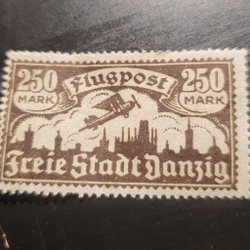 250 Flugpost 250
MARK MARK
Freie Stadt Danzig